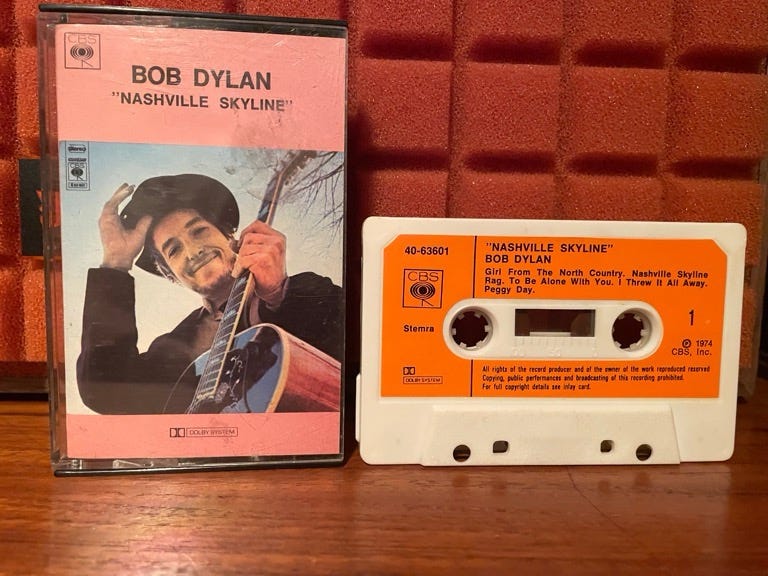 CBS
BOB DYLAN
"NASHVILLE SKYLINE"
Stereo
CBS
DOLBY SYSTEM
40-63601
CBS
Stemra
DOLBY SYSTEM
"NASHVILLE SKYLINE"
BOB DYLAN
Girl From The North Country. Nashville Skyline
Rag. To Be Alone With You. I Threw It All Away.
Peggy Day.
1
℗ 1974
CBS, Inc.
All rights of the record producer and of the owner of the work reproduced reserved
Copying, public performances and broadcasting of this recording prohibited.
For full copyright details see inlay card.